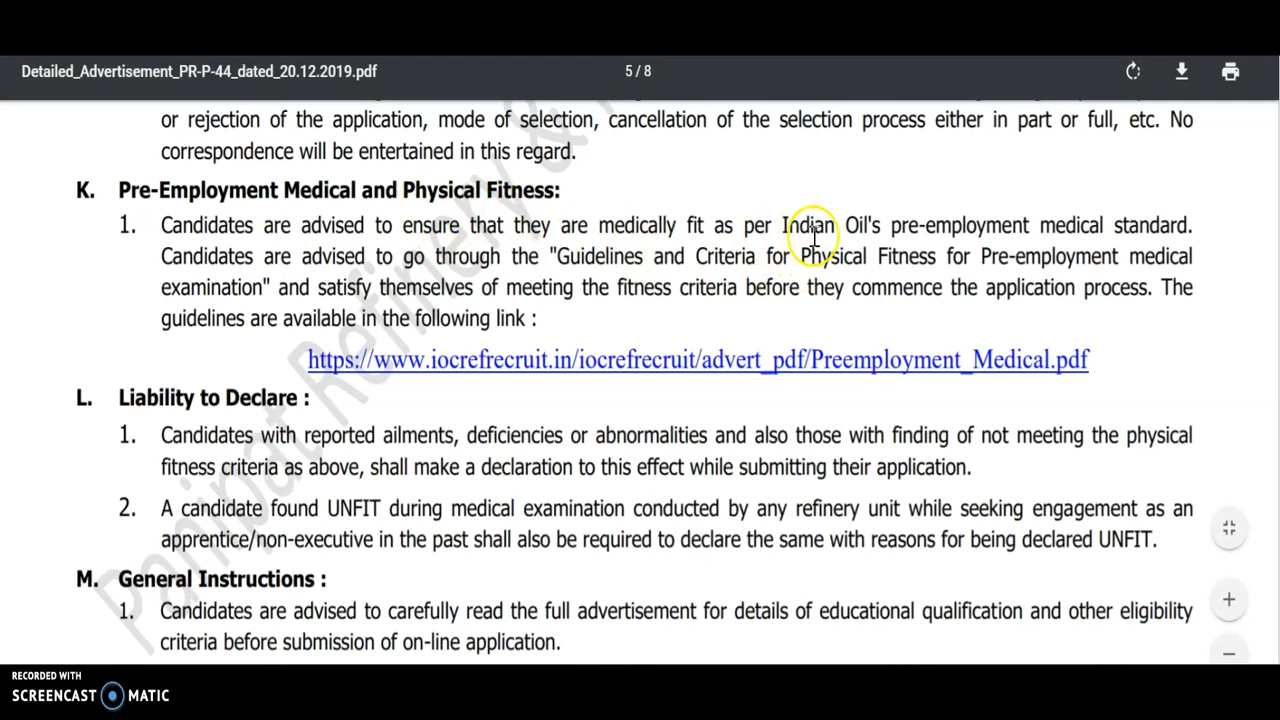 Detailed_Advertisement_PR-P-44_dated_20.12.2019.pdf
5 / 8
or rejection of the application, mode of selection, cancellation of the selection process either in part or full, etc. No
correspondence will be entertained in this regard.
K. Pre-Employment Medical and Physical Fitness:
1. Candidates are advised to ensure that they are medically fit as per Indian Oil's pre-employment medical standard.
Candidates are advised to go through the "Guidelines and Criteria for Physical Fitness for Pre-employment medical
examination" and satisfy themselves of meeting the fitness criteria before they commence the application process. The
guidelines are available in the following link :
https://www.iocrefrecruit.in/iocrefrecruit/advert_pdf/Preemployment_Medical.pdf
L. Liability to Declare :
1. Candidates with reported ailments, deficiencies or abnormalities and also those with finding of not meeting the physical
fitness criteria as above, shall make a declaration to this effect while submitting their application.
2. A candidate found UNFIT during medical examination conducted by any refinery unit while seeking engagement as an
apprentice/non-executive in the past shall also be required to declare the same with reasons for being declared UNFIT.
M. General Instructions :
1. Candidates are advised to carefully read the full advertisement for details of educational qualification and other eligibility
criteria before submission of on-line application.
Panipat Refinery &
RECORDED WITH
SCREENCAST MATIC